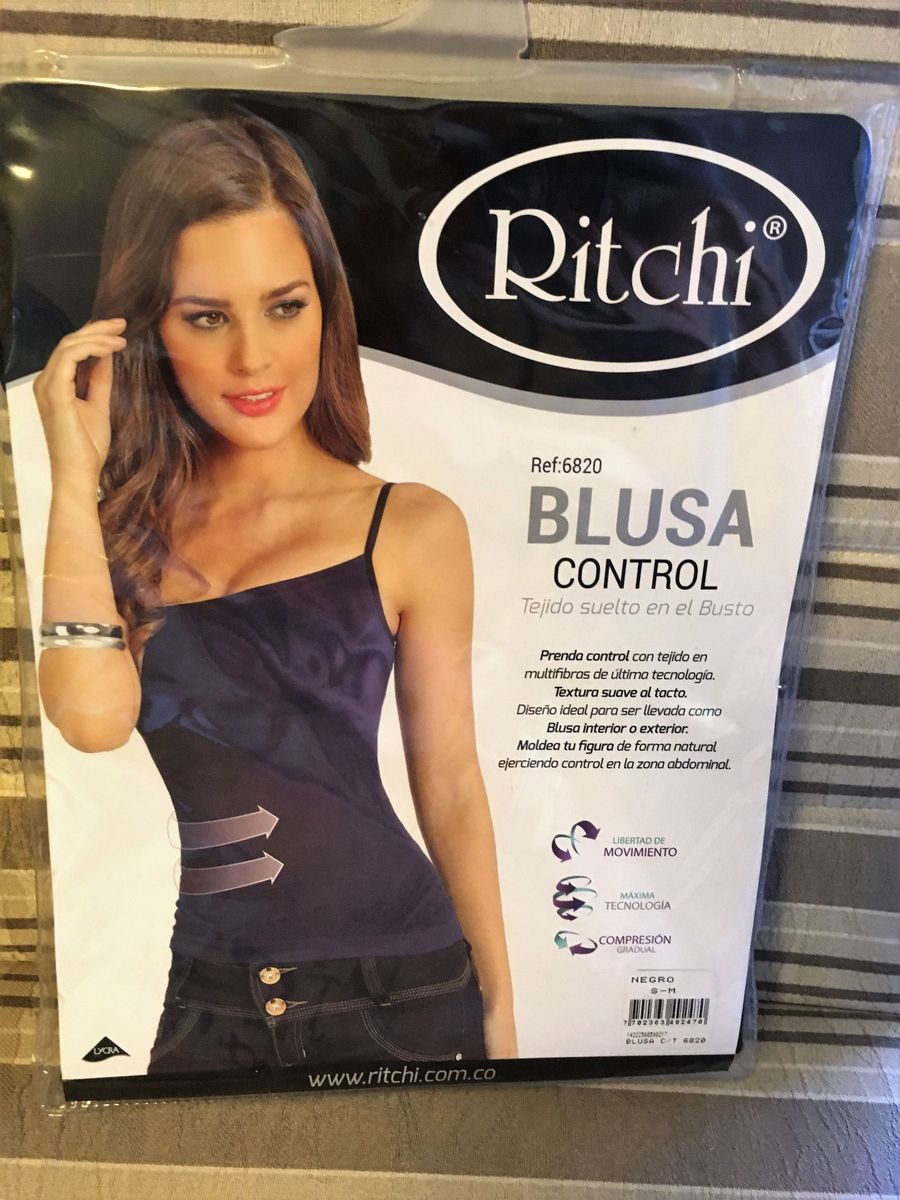 Ritchi®
Ref:6820
BLUSA
CONTROL
Tejido suelto en el Busto
Prenda control con tejido en
multifibras de última tecnología.
Textura suave al tacto.
Diseño ideal para ser llevada como
Blusa interior o exterior.
Moldea tu figura de forma natural
ejerciendo control en la zona abdominal.
LIBERTAD DE
MOVIMIENTO
MÁXIMA
TECNOLOGÍA
COMPRESIÓN
GRADUAL
NEGRO
S-M
7 702363 492470
BLUSA C/T 6820
LYCRA
www.ritchi.com.co